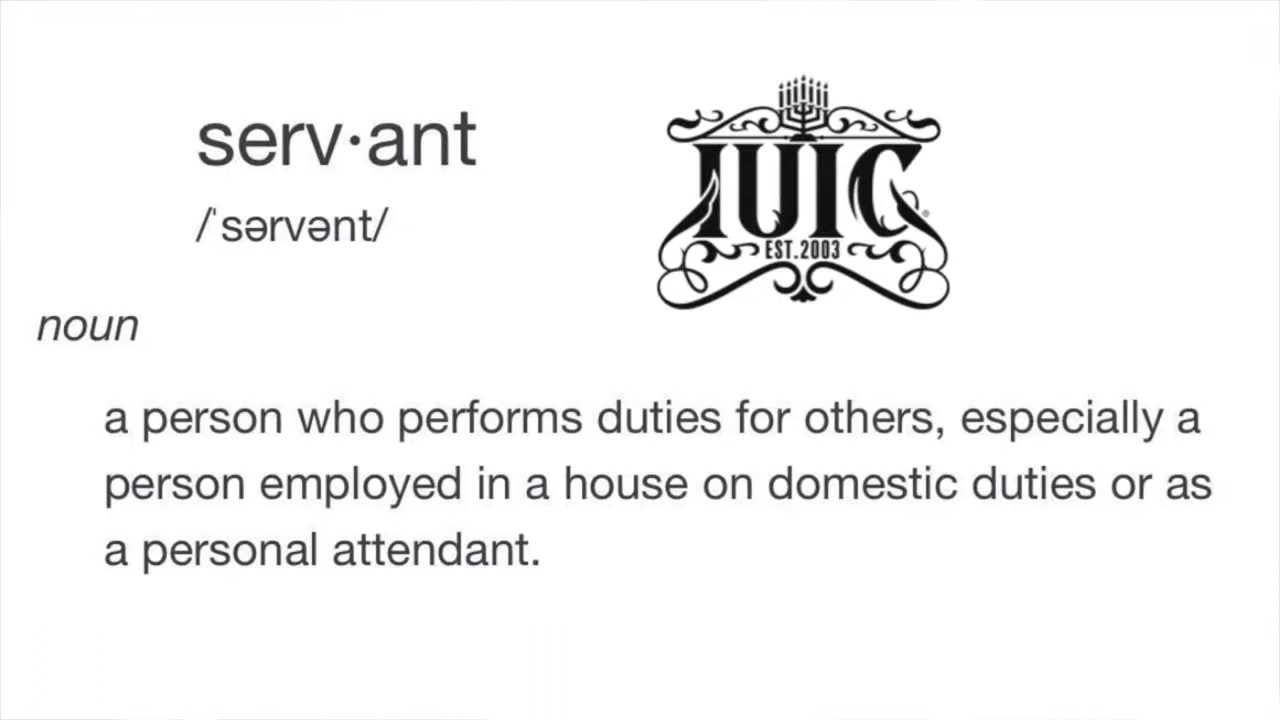 serv·ant
/ˈsərvənt/
IUIC®
EST.2003
noun
a person who performs duties for others, especially a
person employed in a house on domestic duties or as
a personal attendant.